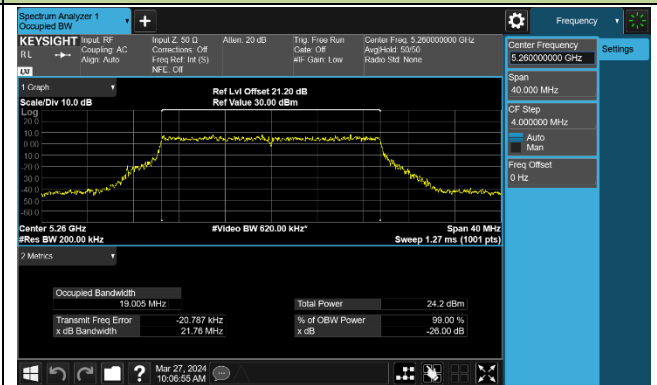 Spectrum Analyzer 1
Occupied BW
+
Frequency
KEYSIGHT
RL
LXI
Input: RF
Coupling: AC
Align: Auto
Input Z: 50 Ω
Corrections: Off
Freq Ref: Int (S)
NFE: Off
Atten: 20 dB
Trig: Free Run
Gate: Off
#IF Gain: Low
Center Freq: 5.260000000 GHz
Avg|Hold: 50/50
Radio Std: None
Center Frequency
5.260000000 GHz
Settings
Span
40.000 MHz
CF Step
4.000000 MHz
Auto
Man
Freq Offset
0 Hz
1 Graph
Scale/Div 10.0 dB
Ref Lvl Offset 21.20 dB
Ref Value 30.00 dBm
Log
20.0
10.0
0.00
-10.0
-20.0
-30.0
-40.0
-50.0
-60.0
Center 5.26 GHz
#Video BW 620.00 kHz*
Span 40 MHz
#Res BW 200.00 kHz
Sweep 1.27 ms (1001 pts)
2 Metrics
Occupied Bandwidth
19.005 MHz
Total Power 24.2 dBm
Transmit Freq Error -20.787 kHz
% of OBW Power 99.00 %
x dB Bandwidth 21.76 MHz
x dB -26.00 dB
?
Mar 27, 2024
10:06:55 AM